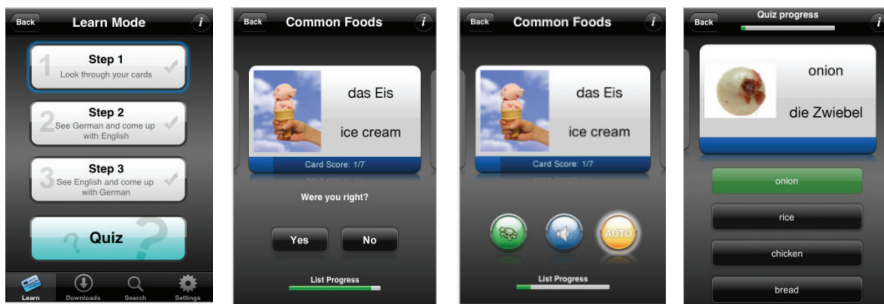 Back Learn Mode i
1 Step 1
Look through your cards
2 Step 2
See German and come up
with English
3 Step 3
See English and come up
with German
? Quiz ?
Learn Downloads Search Settings
Back Common Foods i
das Eis
ice cream
Card Score: 1/7
Were you right?
Yes No
List Progress
Back Common Foods i
das Eis
ice cream
Card Score: 1/7
AUTO
List Progress
Quiz progress
Back i
onion
die Zwiebel
onion
rice
chicken
bread